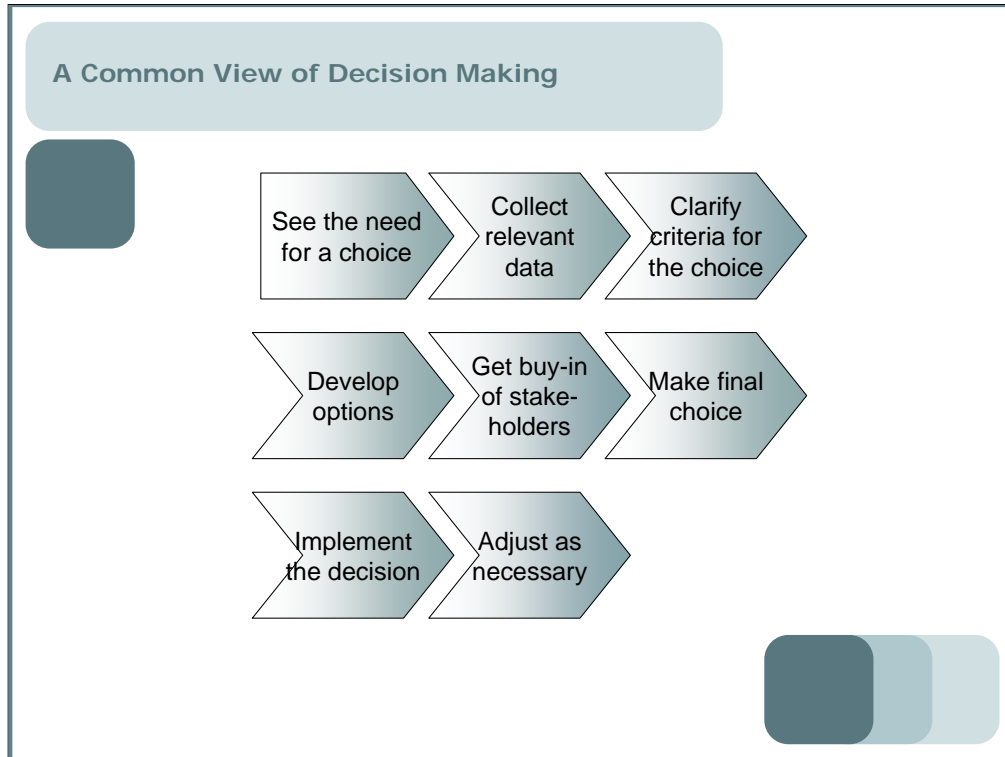 A Common View of Decision Making
See the need
for a choice
Collect
relevant
data
Clarify
criteria for
the choice
Develop
options
Get buy-in
of stake-
holders
Make final
choice
Implement
the decision
Adjust as
necessary